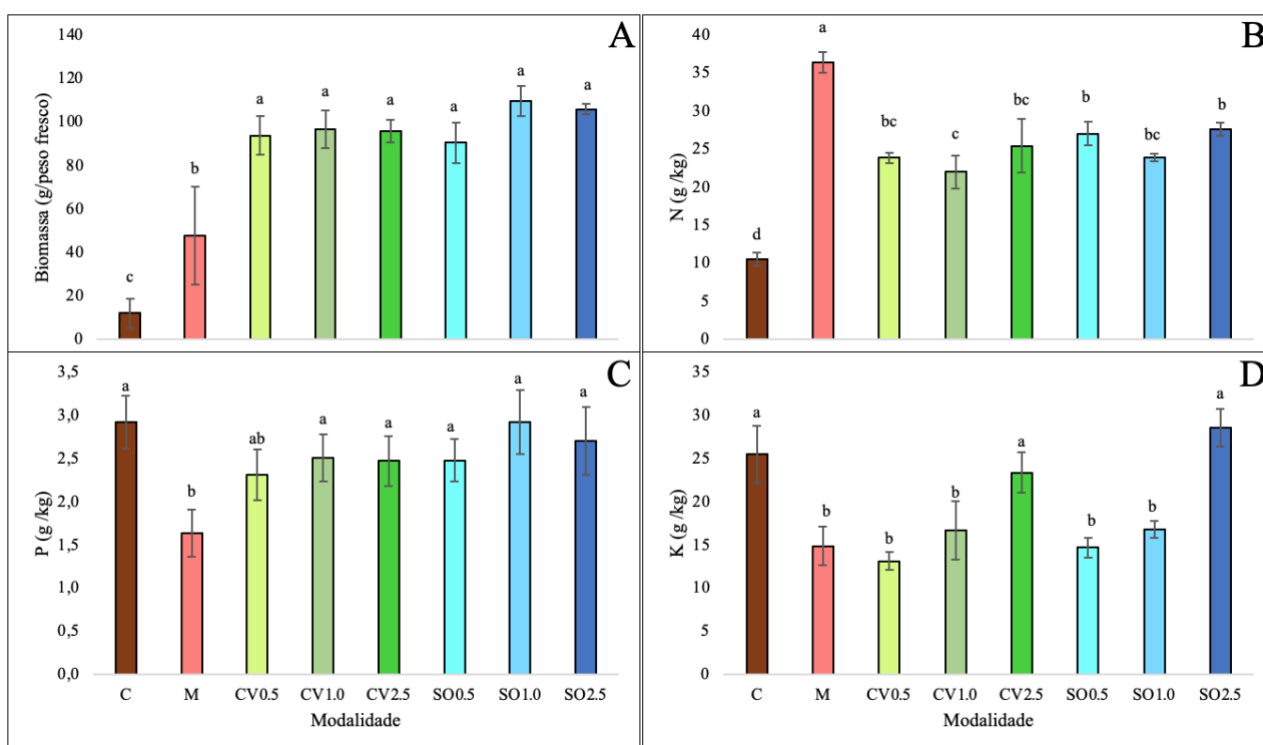 A
Biomassa (g/peso fresco)
140
120
100
80
60
40
20
0
c
b
a
a
a
a
a
a
B
N (g /kg)
40
35
30
25
20
15
10
5
0
d
a
bc
c
bc
b
bc
b
C
P (g /kg)
3,5
3,0
2,5
2,0
1,5
1,0
0,5
0,0
a
b
ab
a
a
a
a
a
C M CV0.5 CV1.0 CV2.5 SO0.5 SO1.0 SO2.5
Modalidade
D
K (g /kg)
35
30
25
20
15
10
5
0
a
b
b
b
a
b
b
a
C M CV0.5 CV1.0 CV2.5 SO0.5 SO1.0 SO2.5
Modalidade